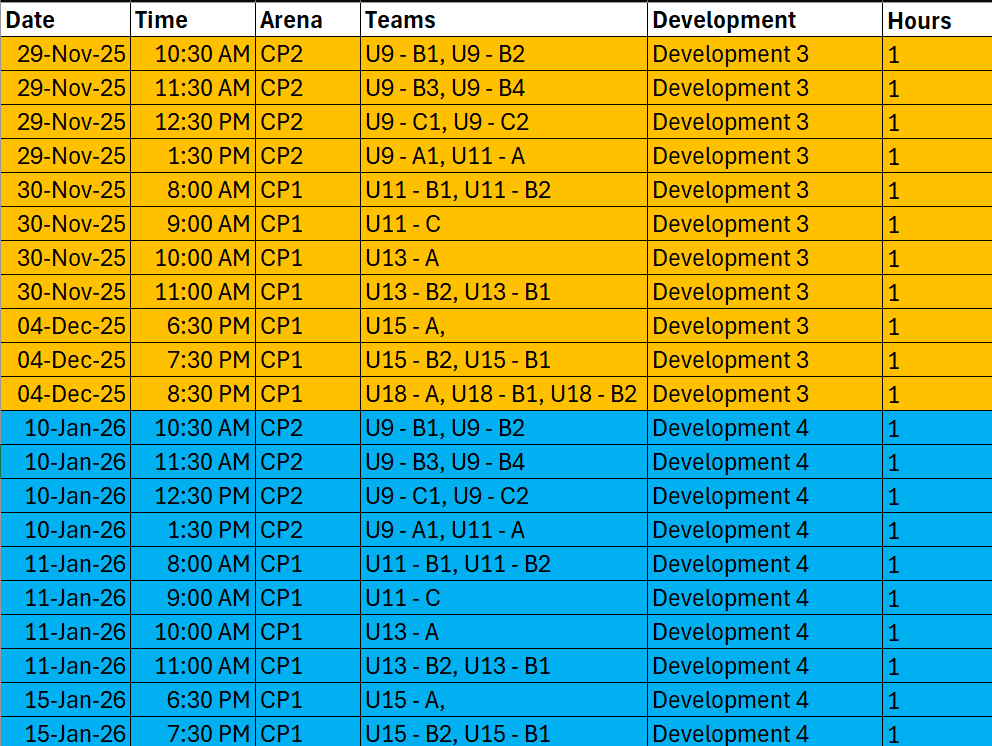 Date Time Arena Teams Development Hours
29-Nov-25 10:30 AM CP2 U9 - B1, U9 - B2 Development 3 1
29-Nov-25 11:30 AM CP2 U9 - B3, U9 - B4 Development 3 1
29-Nov-25 12:30 PM CP2 U9 - C1, U9 - C2 Development 3 1
29-Nov-25 1:30 PM CP2 U9 - A1, U11 - A Development 3 1
30-Nov-25 8:00 AM CP1 U11 - B1, U11 - B2 Development 3 1
30-Nov-25 9:00 AM CP1 U11 - C Development 3 1
30-Nov-25 10:00 AM CP1 U13 - A Development 3 1
30-Nov-25 11:00 AM CP1 U13 - B2, U13 - B1 Development 3 1
04-Dec-25 6:30 PM CP1 U15 - A, Development 3 1
04-Dec-25 7:30 PM CP1 U15 - B2, U15 - B1 Development 3 1
04-Dec-25 8:30 PM CP1 U18 - A, U18 - B1, U18 - B2 Development 3 1
10-Jan-26 10:30 AM CP2 U9 - B1, U9 - B2 Development 4 1
10-Jan-26 11:30 AM CP2 U9 - B3, U9 - B4 Development 4 1
10-Jan-26 12:30 PM CP2 U9 - C1, U9 - C2 Development 4 1
10-Jan-26 1:30 PM CP2 U9 - A1, U11 - A Development 4 1
11-Jan-26 8:00 AM CP1 U11 - B1, U11 - B2 Development 4 1
11-Jan-26 9:00 AM CP1 U11 - C Development 4 1
11-Jan-26 10:00 AM CP1 U13 - A Development 4 1
11-Jan-26 11:00 AM CP1 U13 - B2, U13 - B1 Development 4 1
15-Jan-26 6:30 PM CP1 U15 - A, Development 4 1
15-Jan-26 7:30 PM CP1 U15 - B2, U15 - B1 Development 4 1